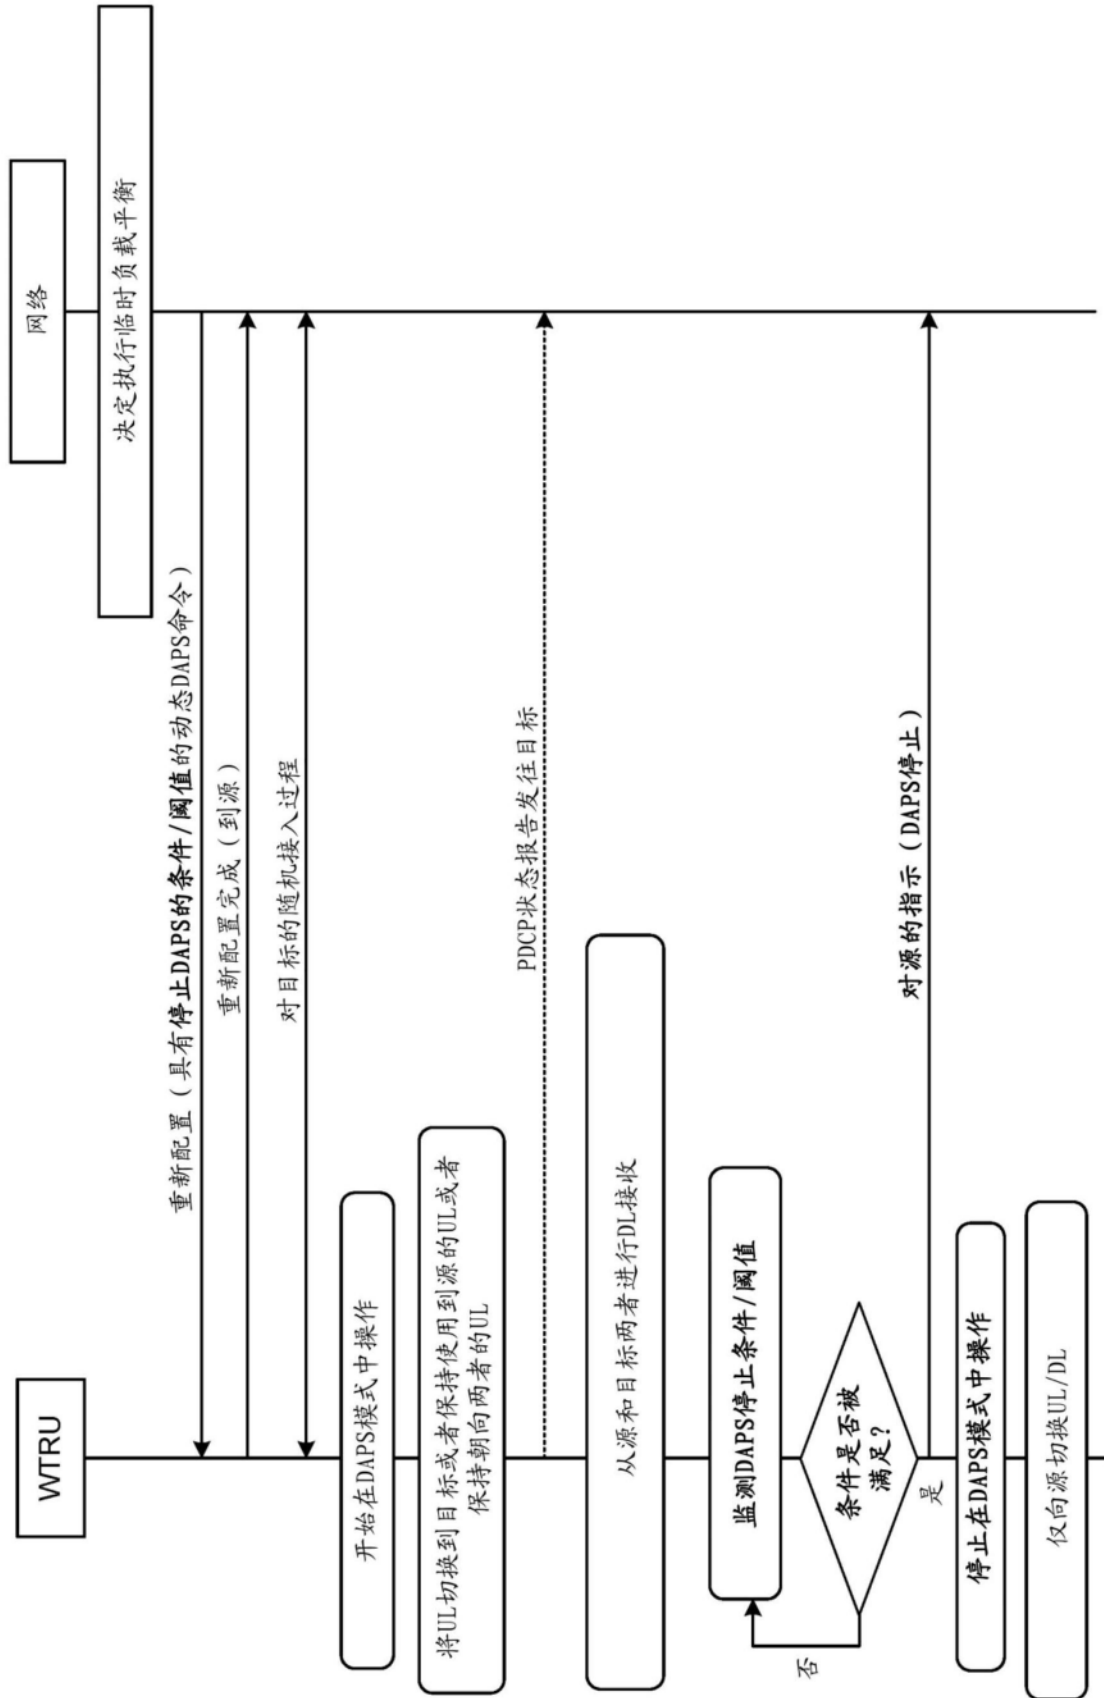 WTRU
网络
决定执行临时负载平衡
重新配置（具有停止DAPS的条件/阈值的动态DAPS命令）
重新配置完成（到源）
对目标的随机接入过程
开始在DAPS模式中操作
将UL切换到目标或者保持使用到源的UL或者
保持朝向两者的UL
PDCP状态报告发往目标
从源和目标两者进行DL接收
监测DAPS停止条件/阈值
条件是否被
满足？
否
是
对源的指示（DAPS停止）
停止在DAPS模式中操作
仅向源切换UL/DL